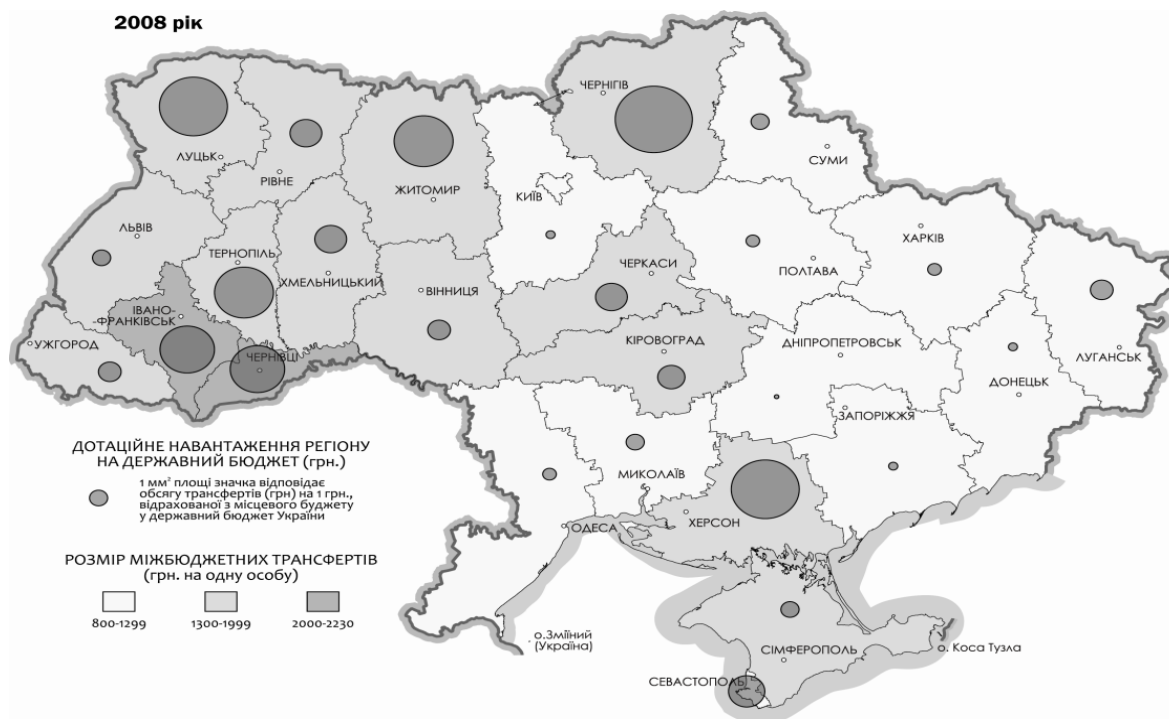 2008 рік
ЧЕРНІГІВ
ЛУЦЬК
РІВНЕ
ЖИТОМИР
КИЇВ
СУМИ
ЛЬВІВ
ТЕРНОПІЛЬ
ХМЕЛЬНИЦЬКИЙ
ВІННИЦЯ
ЧЕРКАСИ
ПОЛТАВА
ХАРКІВ
ІВАНО-
-ФРАНКІВСЬК
УЖГОРОД
ЧЕРНІВЦІ
КІРОВОГРАД
ДНІПРОПЕТРОВСЬК
ЛУГАНСЬК
ДОНЕЦЬК
ЗАПОРІЖЖЯ
МИКОЛАЇВ
ОДЕСА
ХЕРСОН
СІМФЕРОПОЛЬ
СЕВАСТОПОЛЬ
о.Зміїний
(Україна)
о. Коса Тузла
ДОТАЦІЙНЕ НАВАНТАЖЕННЯ РЕГІОНУ
НА ДЕРЖАВНИЙ БЮДЖЕТ (грн.)
1 мм² площі значка відповідає
обсягу трансфертів (грн) на 1 грн.,
відрахованої з місцевого буджету
у державний бюджет України
РОЗМІР МІЖБЮДЖЕТНИХ ТРАНСФЕРТІВ
(грн. на одну особу)
800-1299 1300-1999 2000-2230